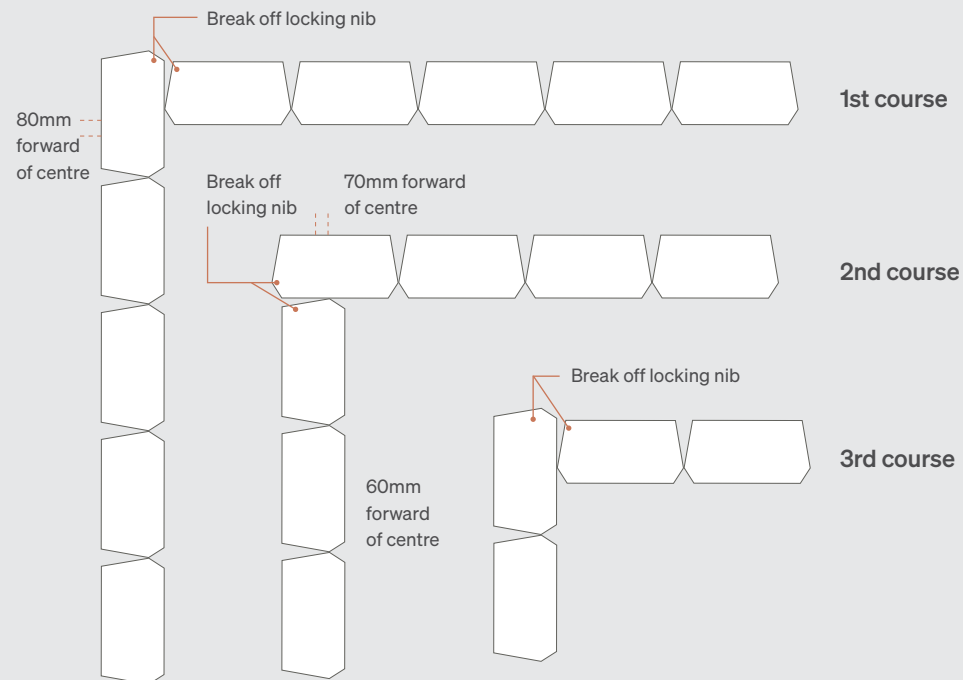 Break off locking nib
1st course
80mm
forward
of centre
Break off
locking nib
70mm forward
of centre
2nd course
Break off locking nib
3rd course
60mm
forward
of centre